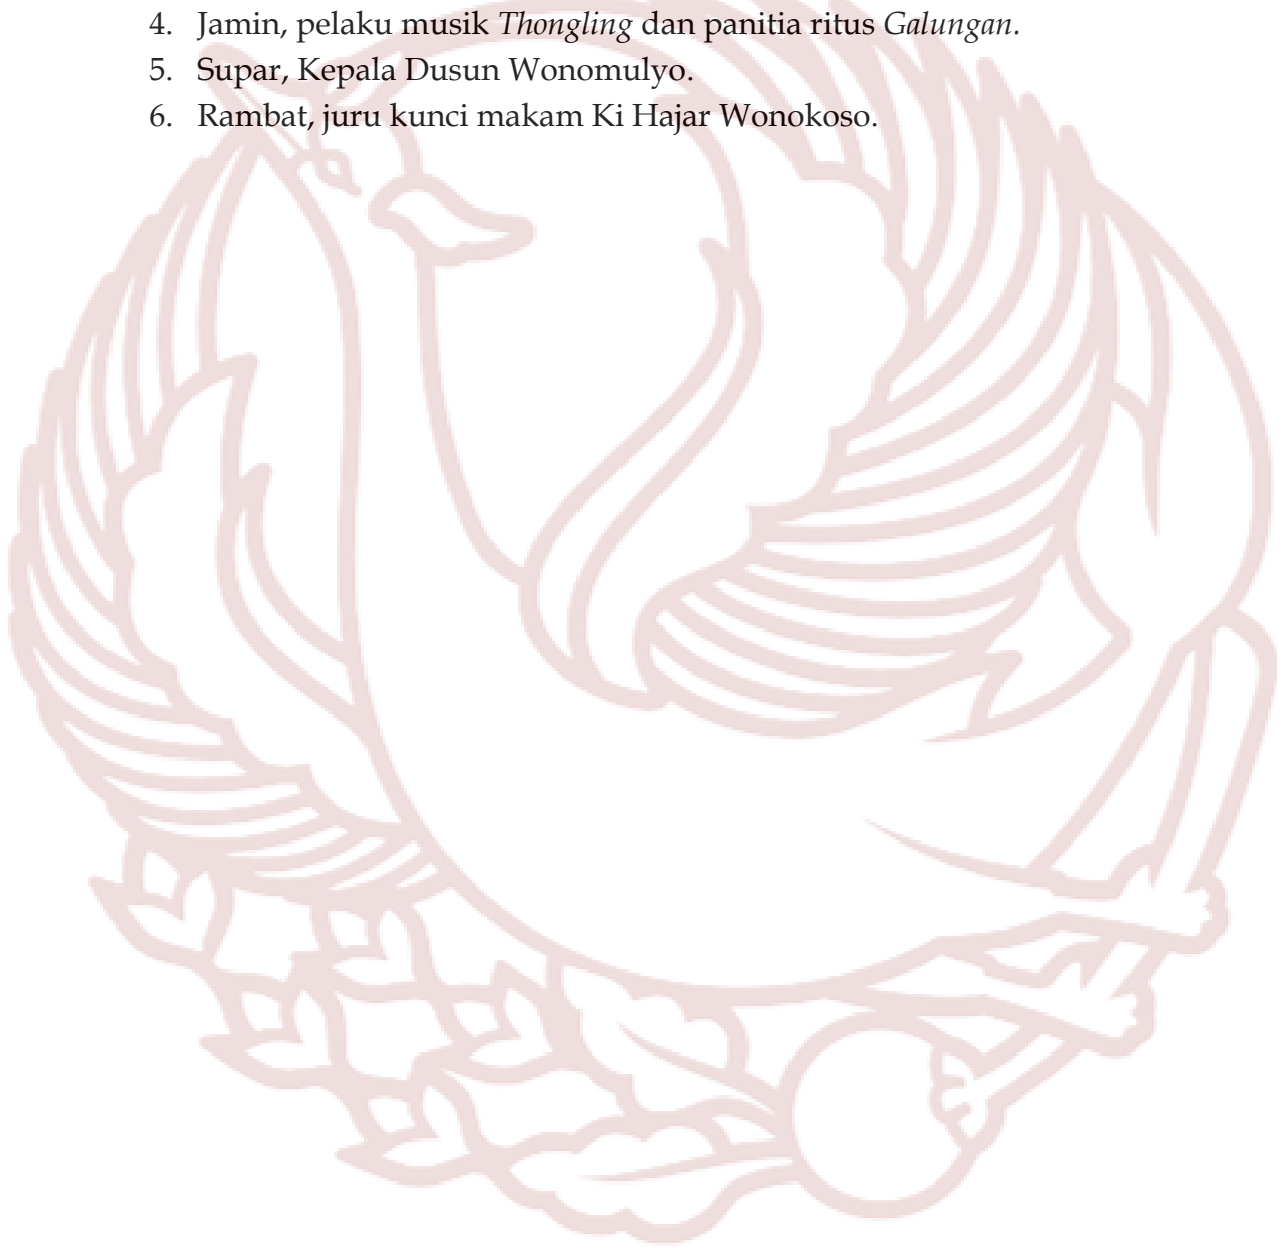 4. Jamin, pelaku musik Thongling dan panitia ritus Galungan.
5. Supar, Kepala Dusun Wonomulyo.
6. Rambat, juru kunci makam Ki Hajar Wonokoso.